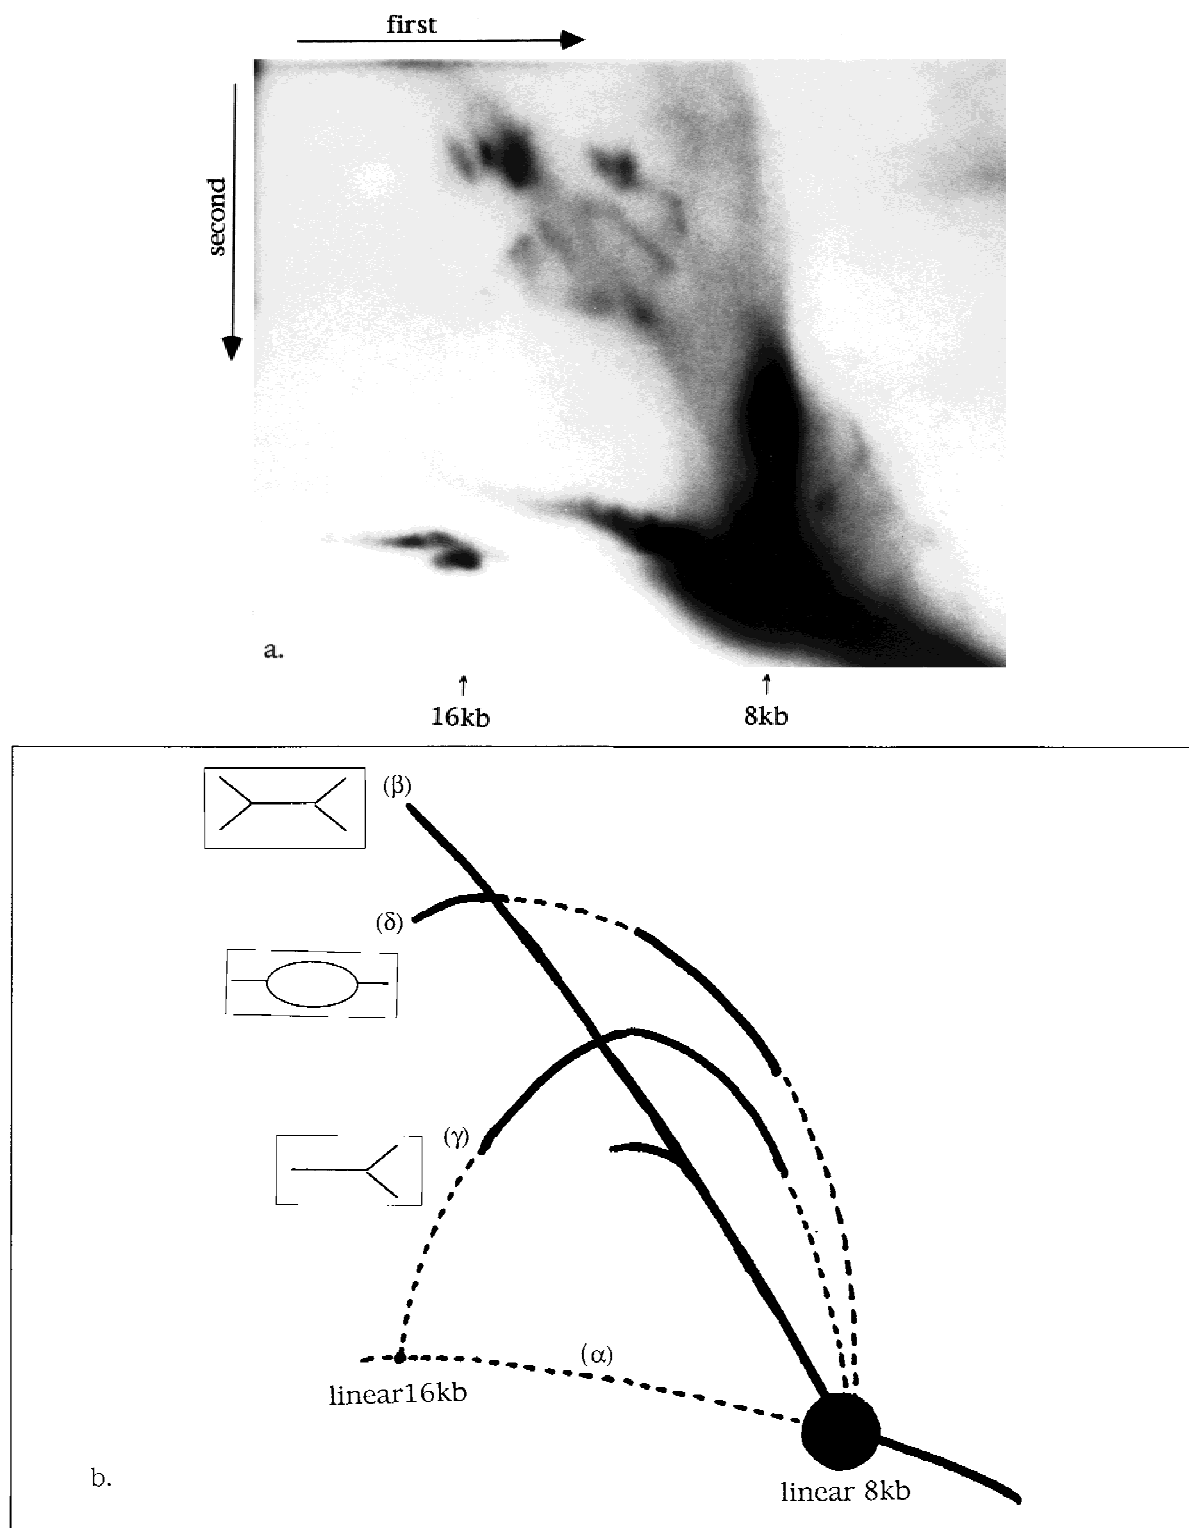 first
second
a.
16kb
8kb
(β)
(δ)
(γ)
(α)
linear16kb
linear 8kb
b.